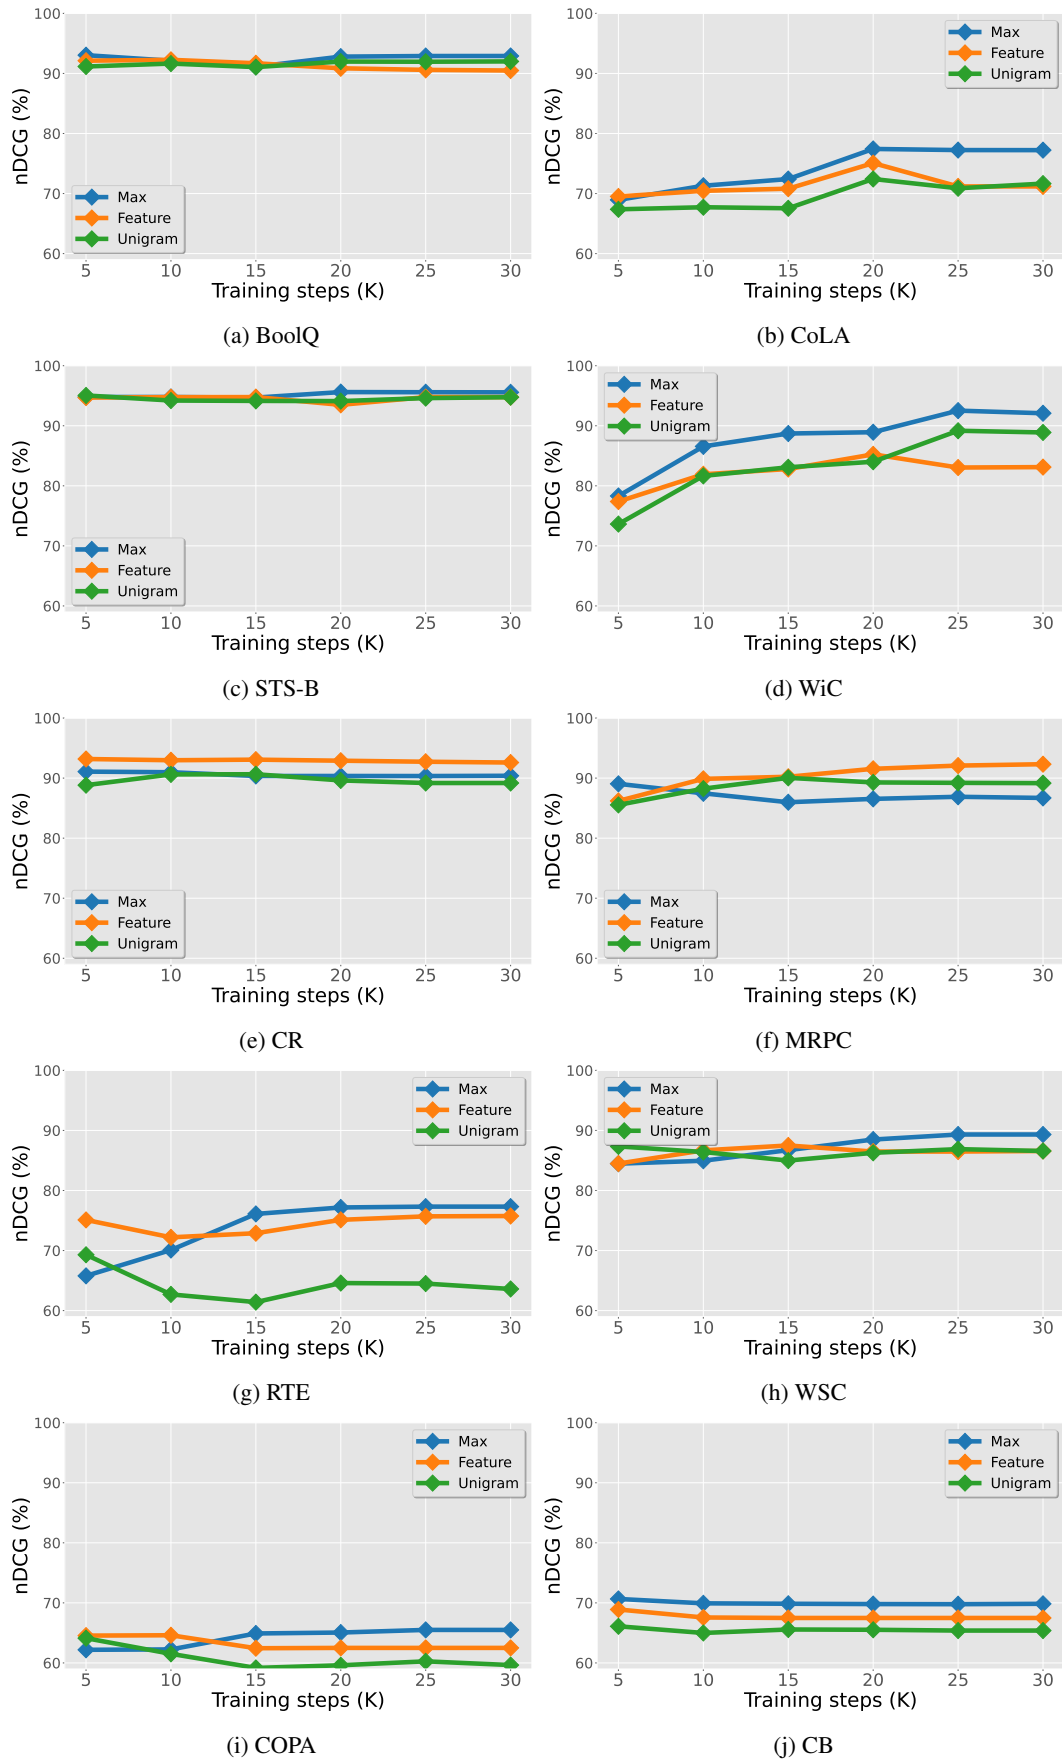 100
90
80
70
60
nDCG (%)
Max
Feature
Unigram
5 10 15 20 25 30
Training steps (K)
(a) BoolQ
100
90
80
70
60
nDCG (%)
Max
Feature
Unigram
5 10 15 20 25 30
Training steps (K)
(b) CoLA
100
90
80
70
60
nDCG (%)
Max
Feature
Unigram
5 10 15 20 25 30
Training steps (K)
(c) STS-B
100
90
80
70
60
nDCG (%)
Max
Feature
Unigram
5 10 15 20 25 30
Training steps (K)
(d) WiC
100
90
80
70
60
nDCG (%)
Max
Feature
Unigram
5 10 15 20 25 30
Training steps (K)
(e) CR
100
90
80
70
60
nDCG (%)
Max
Feature
Unigram
5 10 15 20 25 30
Training steps (K)
(f) MRPC
100
90
80
70
60
nDCG (%)
Max
Feature
Unigram
5 10 15 20 25 30
Training steps (K)
(g) RTE
100
90
80
70
60
nDCG (%)
Max
Feature
Unigram
5 10 15 20 25 30
Training steps (K)
(h) WSC
100
90
80
70
60
nDCG (%)
Max
Feature
Unigram
5 10 15 20 25 30
Training steps (K)
(i) COPA
100
90
80
70
60
nDCG (%)
Max
Feature
Unigram
5 10 15 20 25 30
Training steps (K)
(j) CB